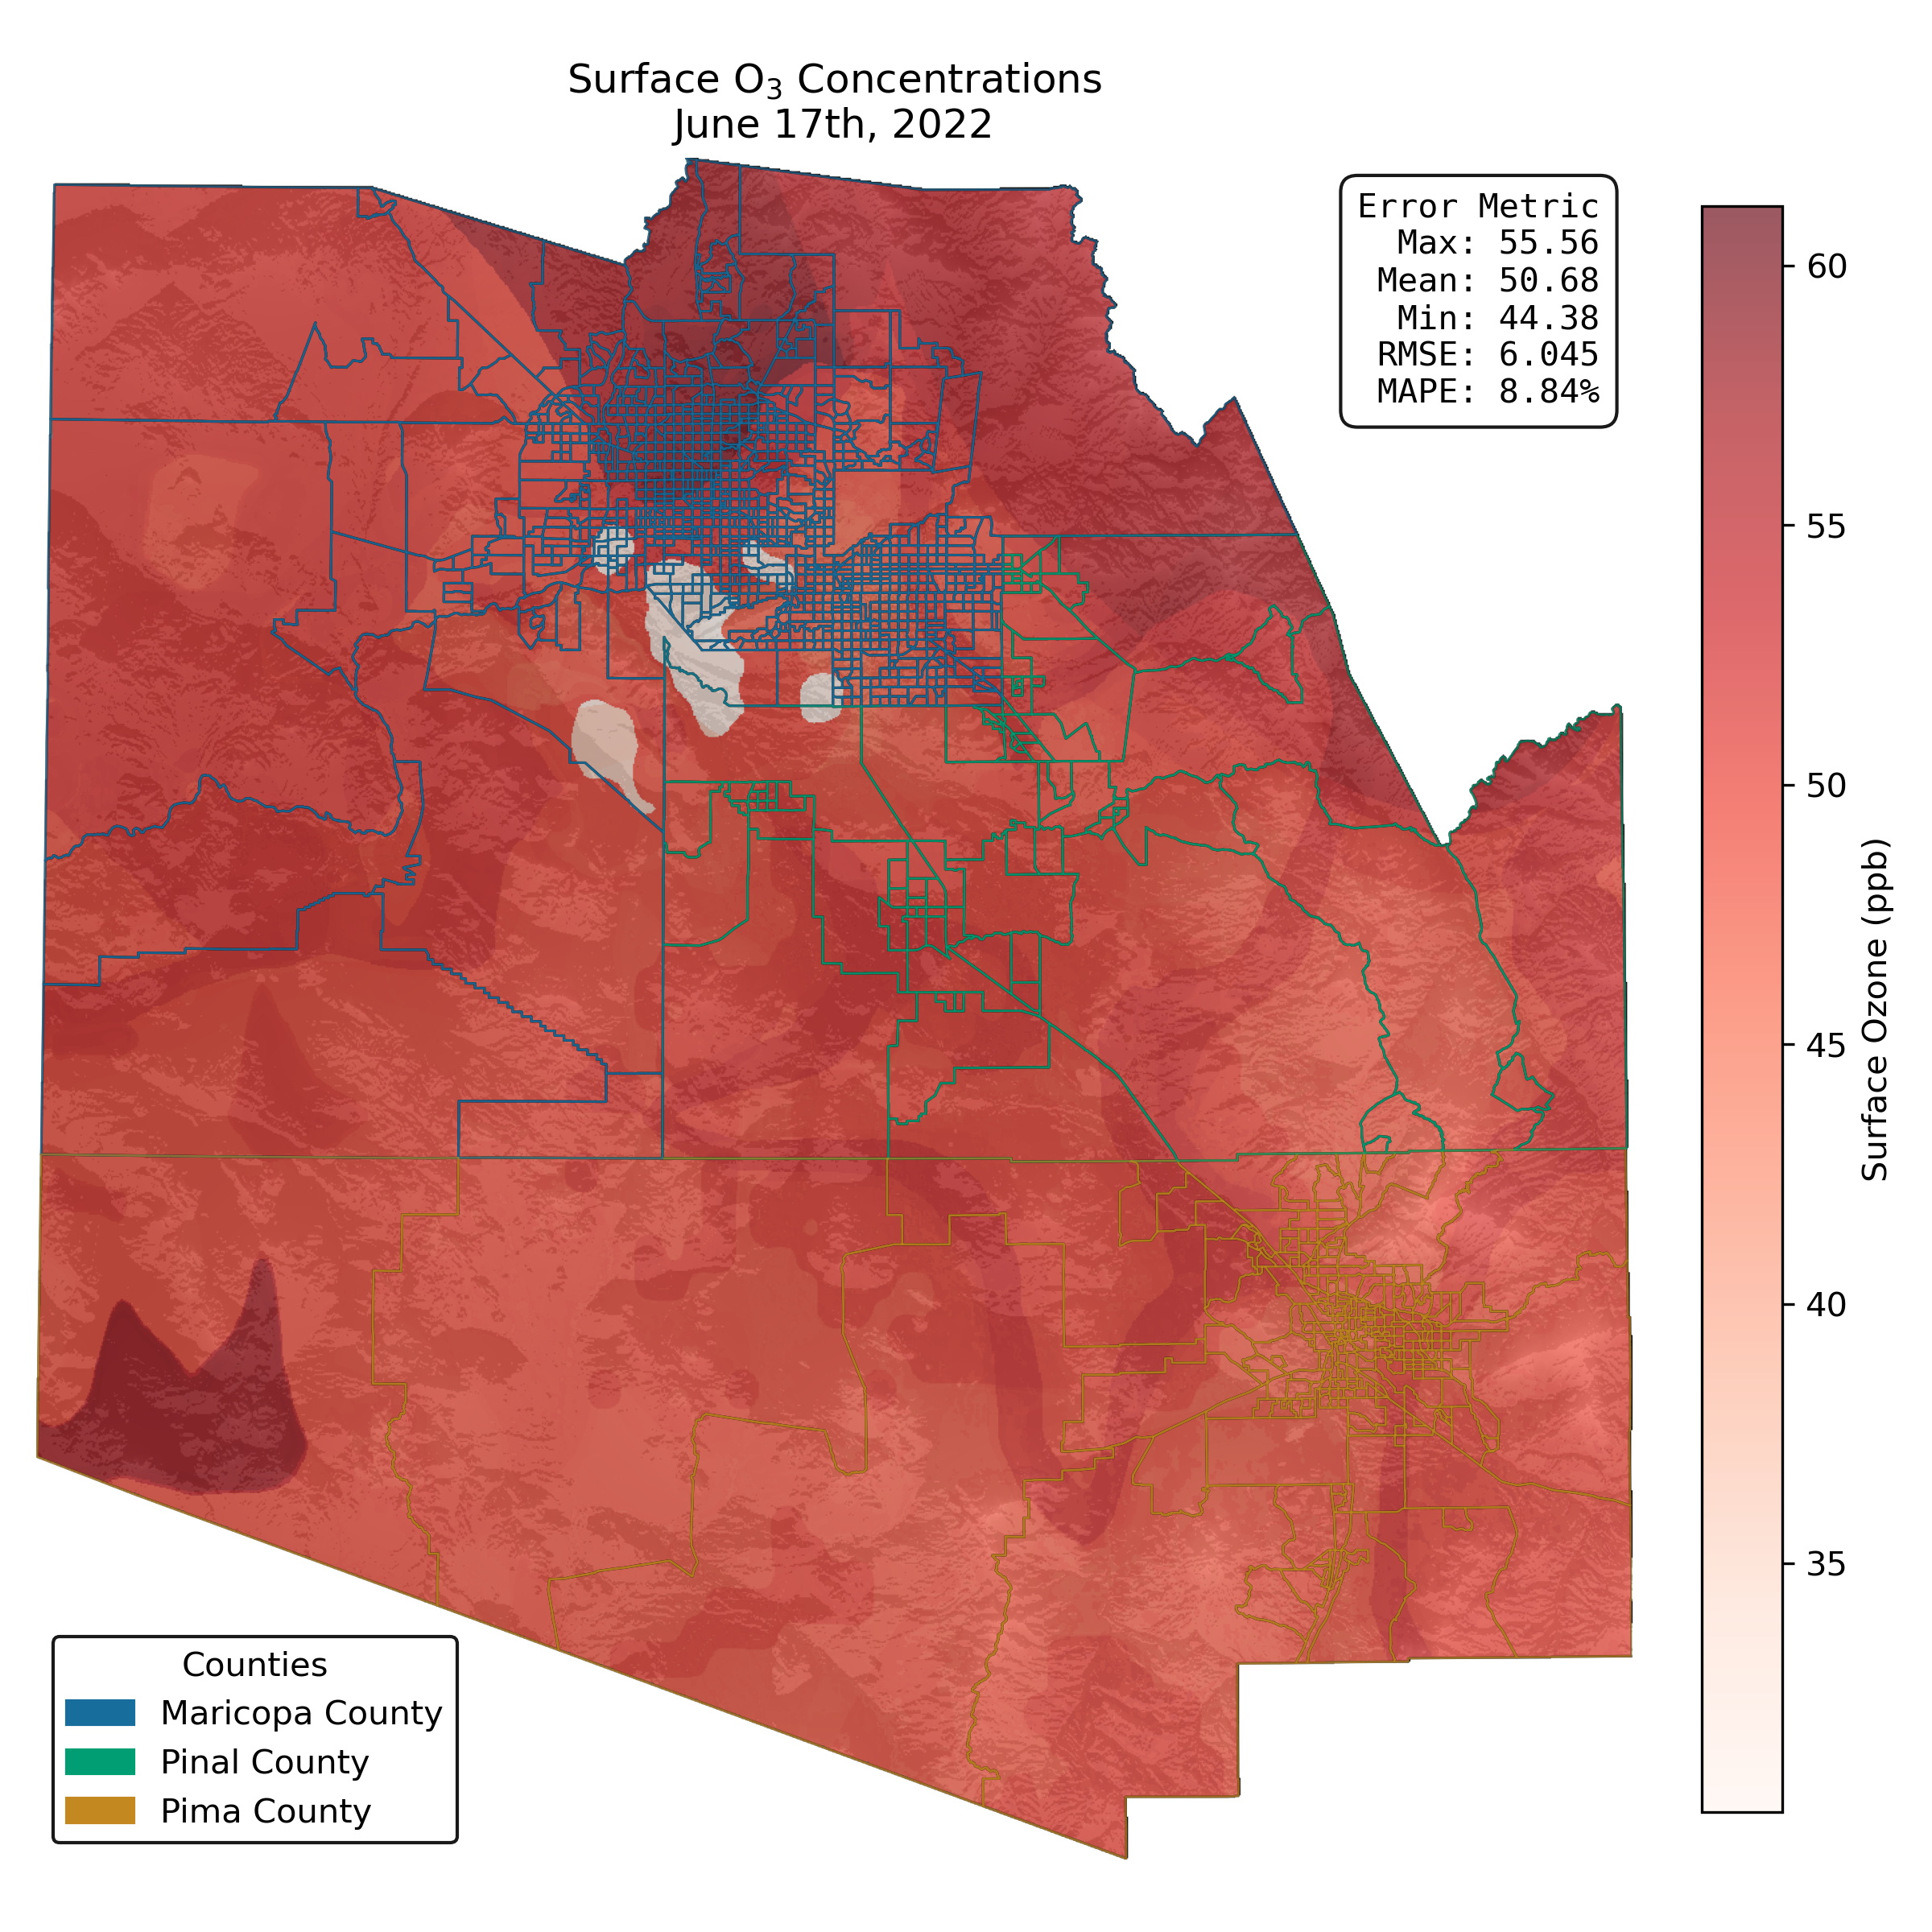 Surface O₃ Concentrations
June 17th, 2022
Error Metric
Max: 55.56
Mean: 50.68
Min: 44.38
RMSE: 6.045
MAPE: 8.84%
60
55
50
45
40
35
Surface Ozone (ppb)
Counties
Maricopa County
Pinal County
Pima County